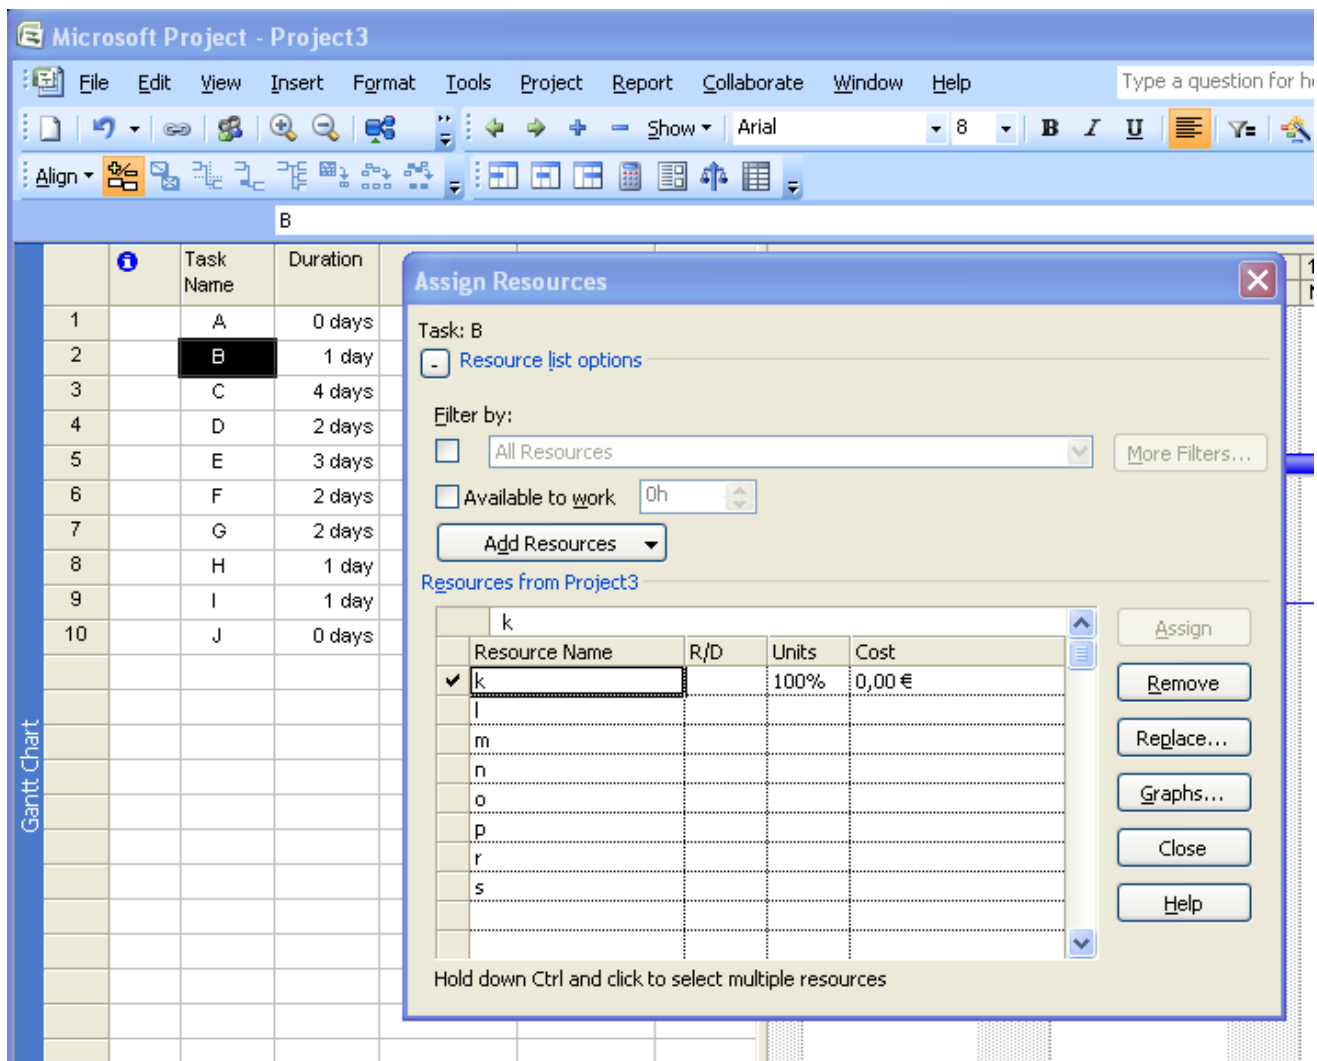 Microsoft Project - Project3
File Edit View Insert Format Tools Project Report Collaborate Window Help Type a question for h
Show Arial 8 B I U
Align
B
Task Name Duration
1 A 0 days
2 B 1 day
3 C 4 days
4 D 2 days
5 E 3 days
6 F 2 days
7 G 2 days
8 H 1 day
9 I 1 day
10 J 0 days
Gantt Chart
Assign Resources
Task: B
- Resource list options
Filter by:
All Resources More Filters...
Available to work 0h
Add Resources
Resources from Project3
k Assign
Resource Name R/D Units Cost
k 100% 0,00 € Remove
l
m Replace...
n
o Graphs...
p
r Close
s
Help
Hold down Ctrl and click to select multiple resources